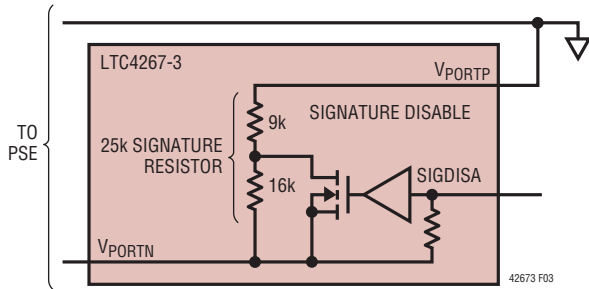 LTC4267-3
V_PORTP
9k
SIGNATURE DISABLE
TO
PSE
25k SIGNATURE
RESISTOR
16k
SIGDISA
V_PORTN
42673 F03